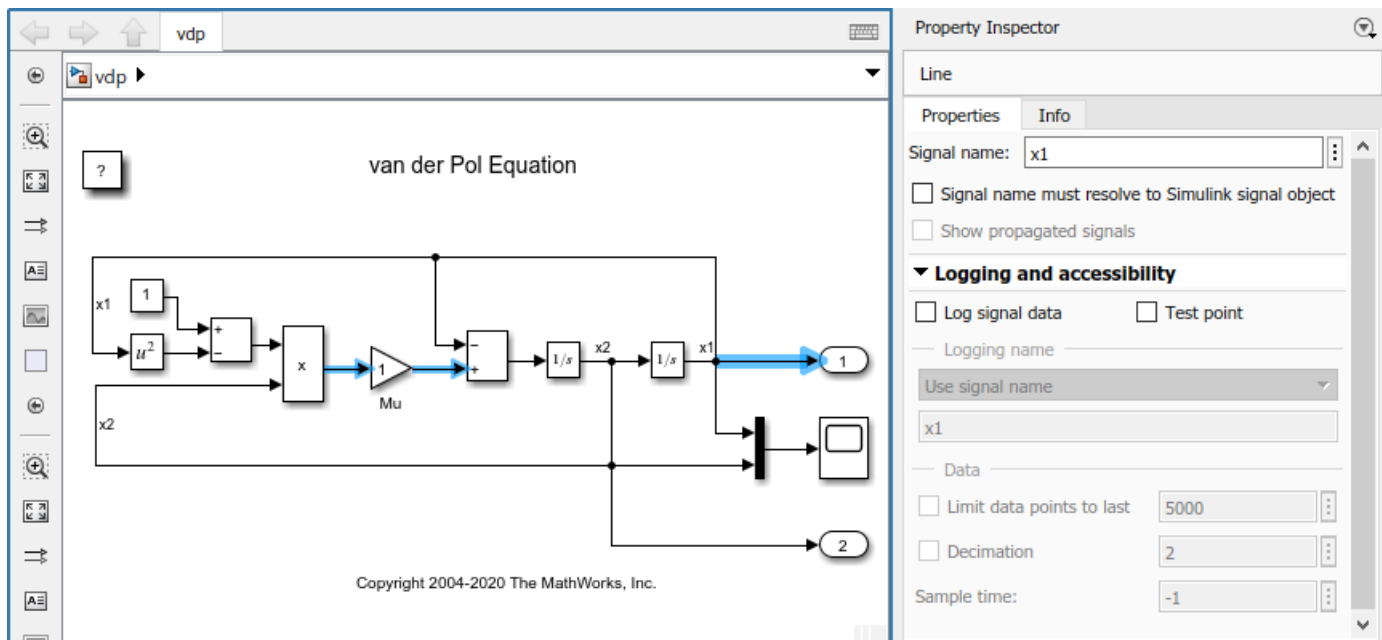 vdp
vdp
van der Pol Equation
?
x1
1
+
−
u²
x
1
Mu
−
+
1/s
x2
1/s
x1
1
x2
2
Copyright 2004-2020 The MathWorks, Inc.
Property Inspector
Line
Properties Info
Signal name: x1
Signal name must resolve to Simulink signal object
Show propagated signals
Logging and accessibility
Log signal data Test point
Logging name
Use signal name
x1
Data
Limit data points to last 5000
Decimation 2
Sample time: -1